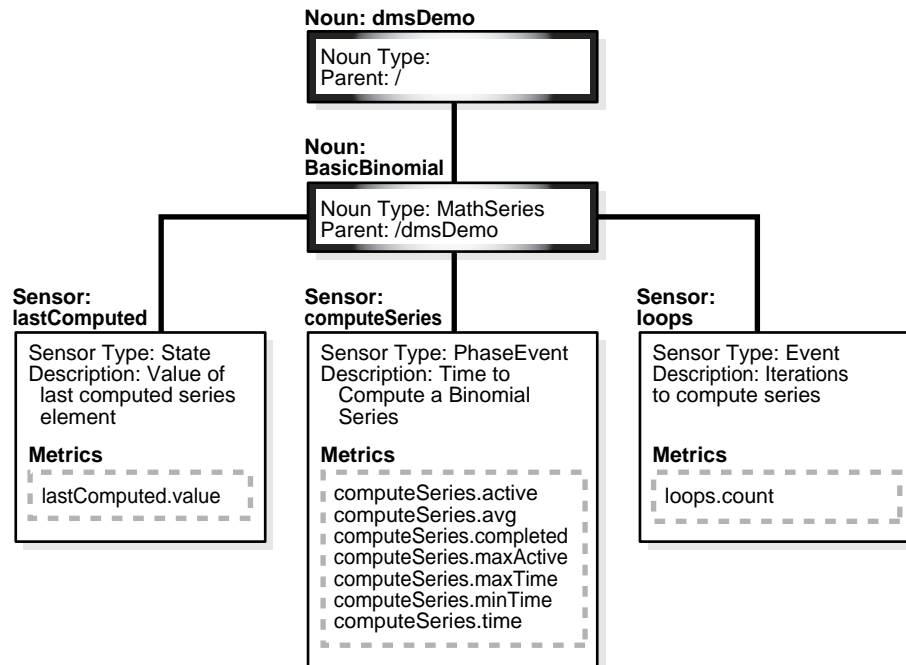 Noun: dmsDemo
Noun Type:
Parent: /
Noun:
BasicBinomial
Noun Type: MathSeries
Parent: /dmsDemo
Sensor:
lastComputed
Sensor Type: State
Description: Value of
last computed series
element
Metrics
lastComputed.value
Sensor:
computeSeries
Sensor Type: PhaseEvent
Description: Time to
Compute a Binomial
Series
Metrics
computeSeries.active
computeSeries.avg
computeSeries.completed
computeSeries.maxActive
computeSeries.maxTime
computeSeries.minTime
computeSeries.time
Sensor:
loops
Sensor Type: Event
Description: Iterations
to compute series
Metrics
loops.count